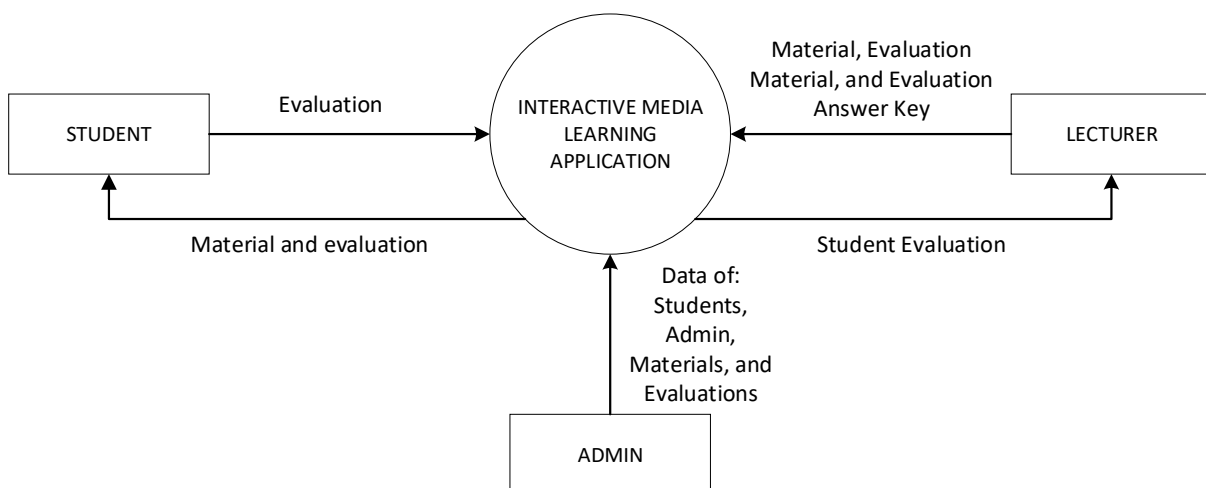 Material, Evaluation
Material, and Evaluation
Answer Key
Evaluation
STUDENT
INTERACTIVE MEDIA
LEARNING
APPLICATION
LECTURER
Material and evaluation
Student Evaluation
Data of:
Students,
Admin,
Materials, and
Evaluations
ADMIN